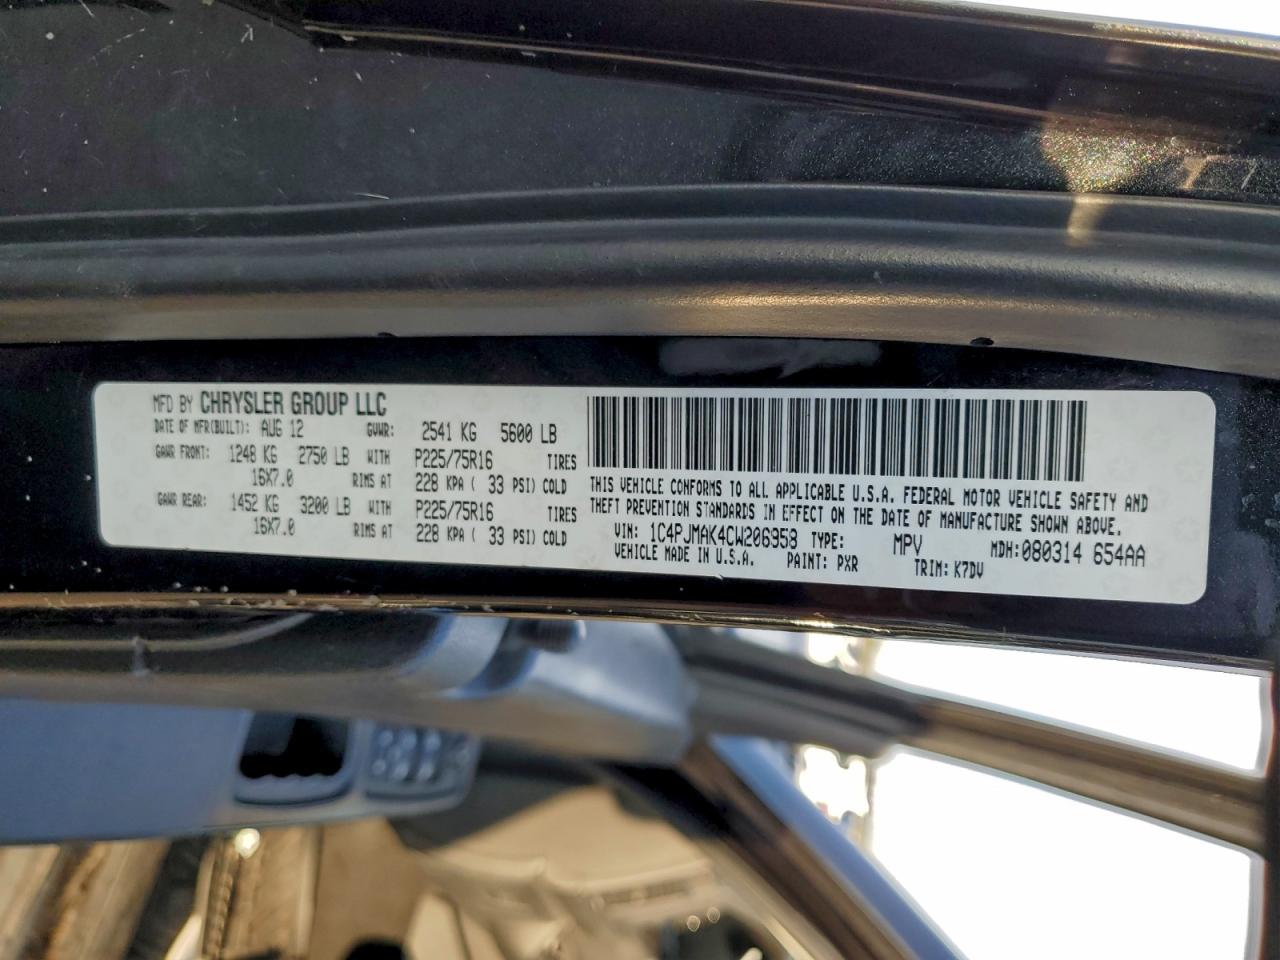 MFD BY CHRYSLER GROUP LLC
DATE OF MFR(BUILT): AUG 12 GVWR: 2541 KG 5600 LB
GAWR FRONT: 1248 KG 2750 LB WITH P225/75R16 TIRES
16X7.0 RIMS AT 228 KPA ( 33 PSI) COLD
GAWR REAR: 1452 KG 3200 LB WITH P225/75R16 TIRES
16X7.0 RIMS AT 228 KPA ( 33 PSI) COLD
THIS VEHICLE CONFORMS TO ALL APPLICABLE U.S.A. FEDERAL MOTOR VEHICLE SAFETY AND
THEFT PREVENTION STANDARDS IN EFFECT ON THE DATE OF MANUFACTURE SHOWN ABOVE.
VIN: 1C4PJMAK4CW206958 TYPE: MPV MDH:080314 654AA
VEHICLE MADE IN U.S.A. PAINT: PXR TRIM: K7DV